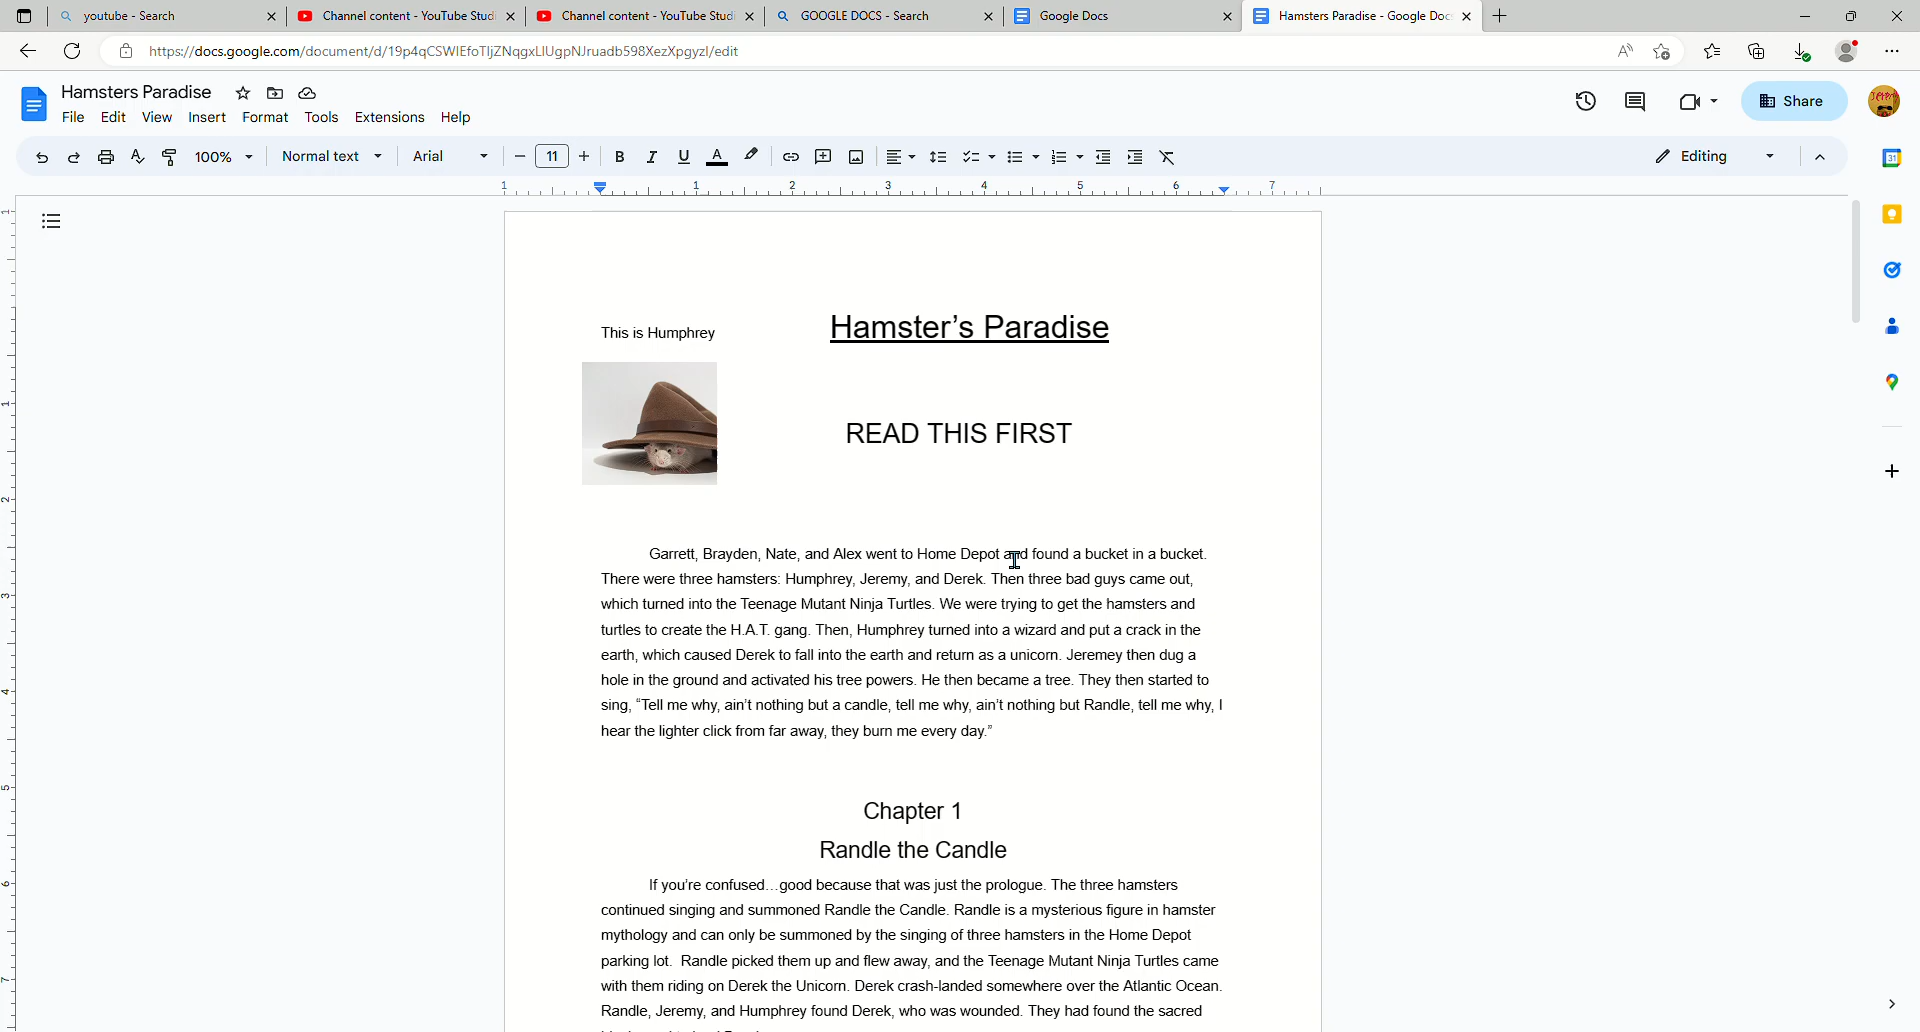 youtube - Search
Channel content - YouTube Studi
Channel content - YouTube Studi
GOOGLE DOCS - Search
Google Docs
Hamsters Paradise - Google Doc
https://docs.google.com/document/d/19p4qCSWIEfoTljZNqgxLlUgpNJruadb598XezXpgyzI/edit
Hamsters Paradise
File Edit View Insert Format Tools Extensions Help
Share
100% Normal text Arial 11 B I U A Editing
1 1 2 3 4 5 6 7
1
1
2
3
4
5
6
7
31
This is Humphrey
Hamster’s Paradise
READ THIS FIRST
Garrett, Brayden, Nate, and Alex went to Home Depot and found a bucket in a bucket.
There were three hamsters: Humphrey, Jeremy, and Derek. Then three bad guys came out,
which turned into the Teenage Mutant Ninja Turtles. We were trying to get the hamsters and
turtles to create the H.A.T. gang. Then, Humphrey turned into a wizard and put a crack in the
earth, which caused Derek to fall into the earth and return as a unicorn. Jeremey then dug a
hole in the ground and activated his tree powers. He then became a tree. They then started to
sing, “Tell me why, ain’t nothing but a candle, tell me why, ain’t nothing but Randle, tell me why, I
hear the lighter click from far away, they burn me every day.”
Chapter 1
Randle the Candle
If you’re confused…good because that was just the prologue. The three hamsters
continued singing and summoned Randle the Candle. Randle is a mysterious figure in hamster
mythology and can only be summoned by the singing of three hamsters in the Home Depot
parking lot.  Randle picked them up and flew away, and the Teenage Mutant Ninja Turtles came
with them riding on Derek the Unicorn. Derek crash-landed somewhere over the Atlantic Ocean.
Randle, Jeremy, and Humphrey found Derek, who was wounded. They had found the sacred